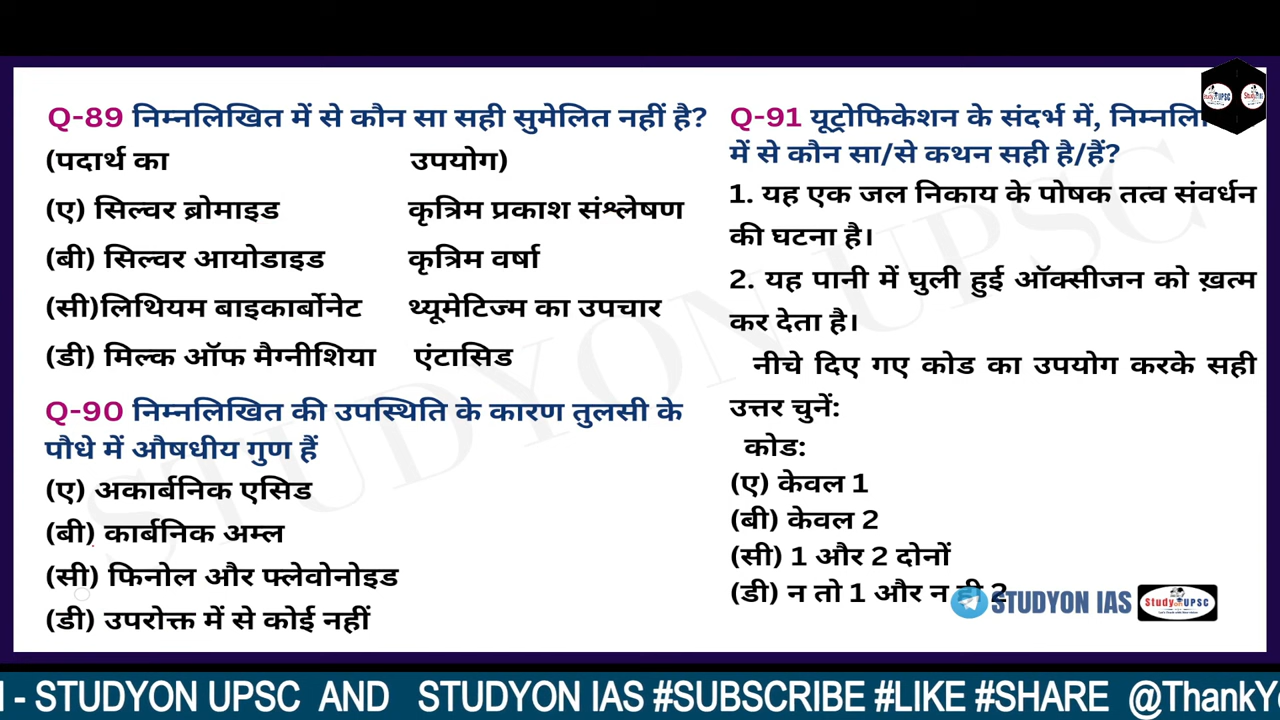 Q-89 निम्नलिखित में से कौन सा सही सुमेलित नहीं है?
(पदार्थ का उपयोग)
(ए) सिल्वर ब्रोमाइड कृत्रिम प्रकाश संश्लेषण
(बी) सिल्वर आयोडाइड कृत्रिम वर्षा
(सी)लिथियम बाइकार्बोनेट थ्यूमेटिज्म का उपचार
(डी) मिल्क ऑफ मैग्नीशिया एंटासिड
Q-90 निम्नलिखित की उपस्थिति के कारण तुलसी के
पौधे में औषधीय गुण हैं
(ए) अकार्बनिक एसिड
(बी) कार्बनिक अम्ल
(सी) फिनोल और फ्लेवोनोइड
(डी) उपरोक्त में से कोई नहीं
Q-91 यूट्रोफिकेशन के संदर्भ में,
में से कौन सा/से कथन सही है/हैं?
1. यह एक जल निकाय के पोषक तत्व संवर्धन
की घटना है।
2. यह पानी में घुली हुई ऑक्सीजन को ख़त्म
कर देता है।
नीचे दिए गए कोड का उपयोग करके सही
उत्तर चुनें:
कोड:
(ए) केवल 1
(बी) केवल 2
(सी) 1 और 2 दोनों
(डी) न तो 1 और न ही 2
STUDYON IAS
StudyonUPSC
STUDYON UPSC
- STUDYON UPSC AND STUDYON IAS #SUBSCRIBE #LIKE #SHARE